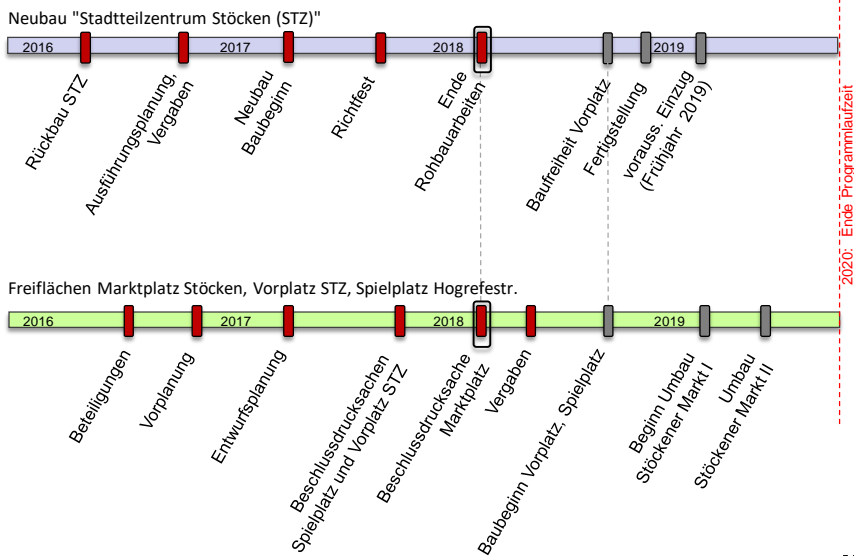 Neubau "Stadtteilzentrum Stöcken (STZ)"
2016
2017
2018
2019
Rückbau STZ
Ausführungsplanung,
Vergaben
Neubau
Baubeginn
Richtfest
Ende
Rohbauarbeiten
Baufreiheit Vorplatz
Fertigstellung
vorauss. Einzug
(Frühjahr 2019)
2020: Ende Programmlaufzeit
Freiflächen Marktplatz Stöcken, Vorplatz STZ, Spielplatz Hogrefestr.
2016
2017
2018
2019
Beteiligungen
Vorplanung
Entwurfsplanung
Beschlussdrucksachen
Spielplatz und Vorplatz STZ
Beschlussdrucksache
Marktplatz
Vergaben
Baubeginn Vorplatz, Spielplatz
Beginn Umbau
Stöckener Markt I
Umbau
Stöckener Markt II